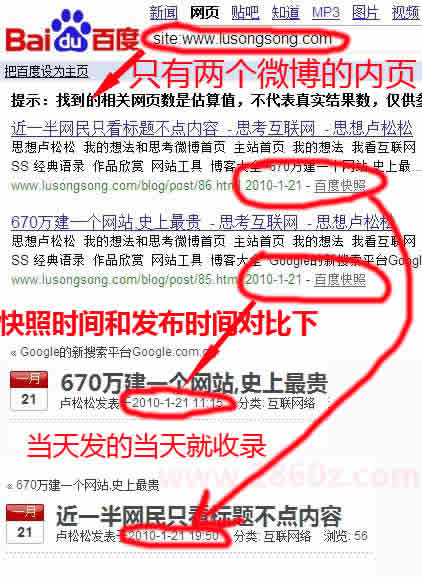 新闻 网页 贴吧 知道 MP3 图片 视频
Bai du 百度
site:www.lusongsong.com
把百度设为主页
只有两个微博的内页
提示：找到的相关网页数是估算值，不代表真实结果数，仅供参
近一半网民只看标题不点内容 - 思考互联网 - 思想卢松松
思想卢松松 我的想法和思考微博首页 主站首页 我的想法 我看互联网
SS 经典语录 作品欣赏 网站工具 博客大全 670万建一个网站,史上最
www.lusongsong.com/blog/post/86.html 2010-1-21 - 百度快照
670万建一个网站,史上最贵 - 思考互联网 - 思想卢松松
思想卢松松 我的想法和思考微博首页 主站首页 我的想法 我看互联网
SS 经典语录 作品欣赏 网站工具 博客大全 Google的新搜索平台Google
www.lusongsong.com/blog/post/85.html 2010-1-21 - 百度快照
快照时间和发布时间对比下
« Google的新搜索平台Google.com.c
一月
21
670万建一个网站,史上最贵
卢松松发表于2010-1-21 11:15 分类: 互联网络
当天发的当天就收录
« 670万建一个网站,史上最贵
一月
21
近一半网民只看标题不点内容
卢松松发表于2010-1-21 19:50 分类: 互联网络 浏览: 56